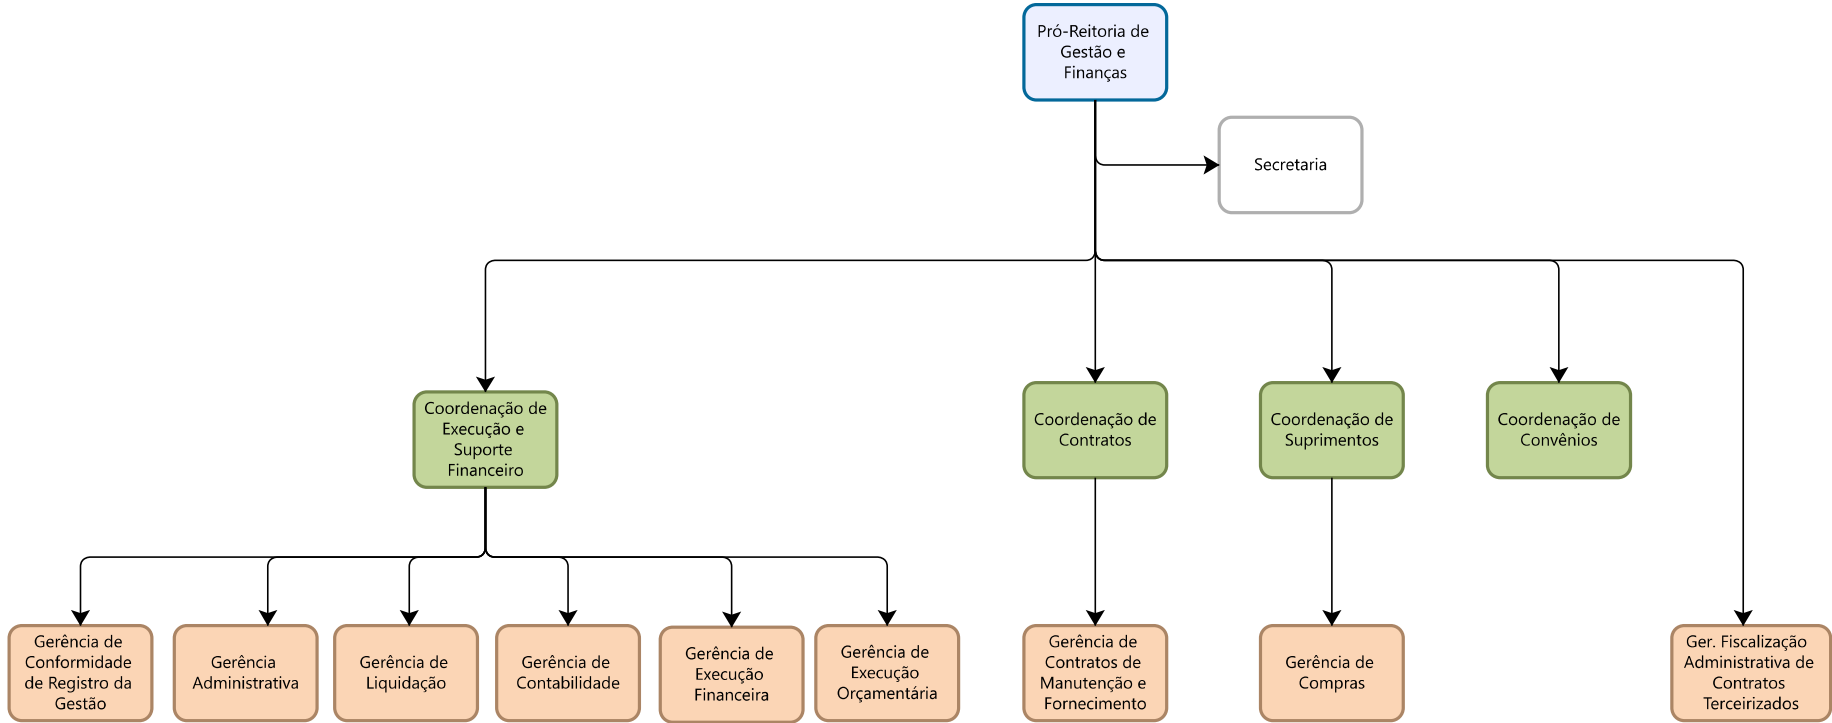 Pró-Reitoria de
Gestão e
Finanças
Secretaria
Coordenação de
Execução e
Suporte
Financeiro
Coordenação de
Contratos
Coordenação de
Suprimentos
Coordenação de
Convênios
Gerência de
Conformidade
de Registro da
Gestão
Gerência
Administrativa
Gerência de
Liquidação
Gerência de
Contabilidade
Gerência de
Execução
Financeira
Gerência de
Execução
Orçamentária
Gerência de
Contratos de
Manutenção e
Fornecimento
Gerência de
Compras
Ger. Fiscalização
Administrativa de
Contratos
Terceirizados